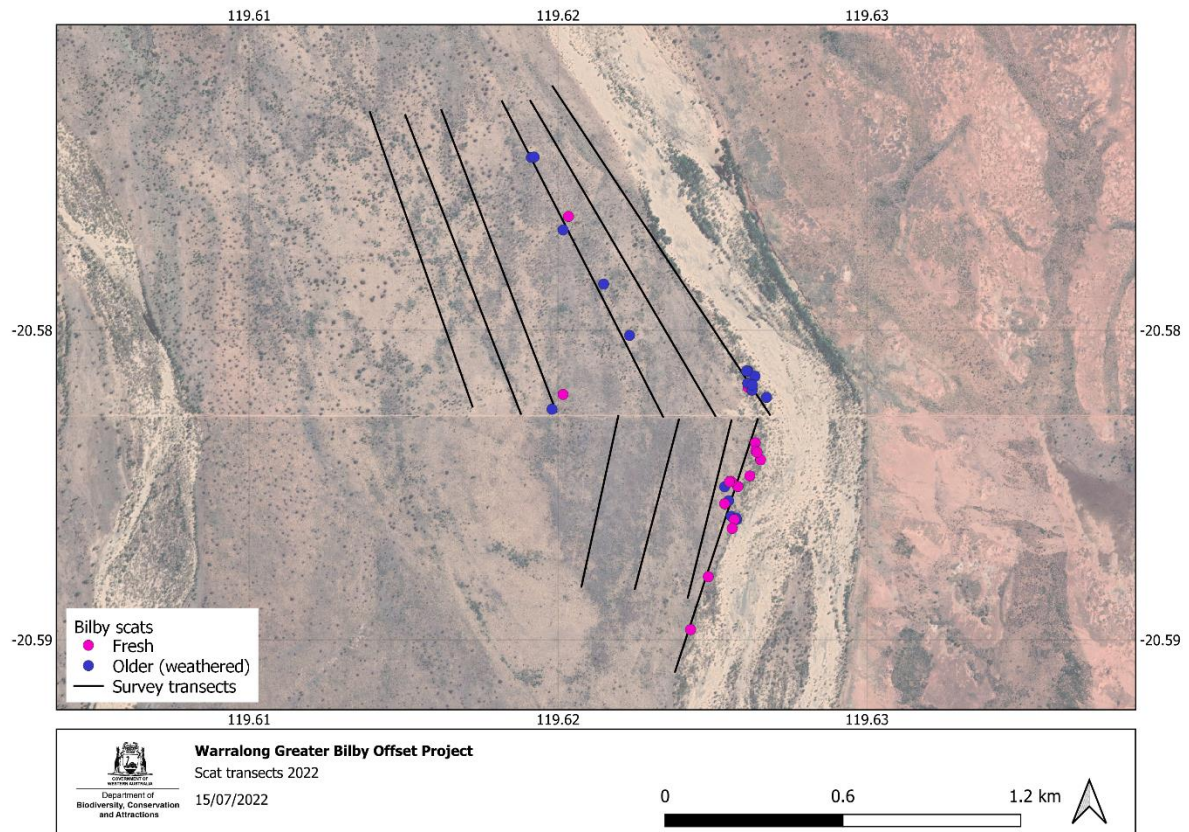 119.61 119.62 119.63
-20.58 -20.58
-20.59 -20.59
Bilby scats
Fresh
Older (weathered)
Survey transects
119.61 119.62 119.63
GOVERNMENT OF
WESTERN AUSTRALIA
Department of
Biodiversity, Conservation
and Attractions
Warralong Greater Bilby Offset Project
Scat transects 2022
15/07/2022
0 0.6 1.2 km